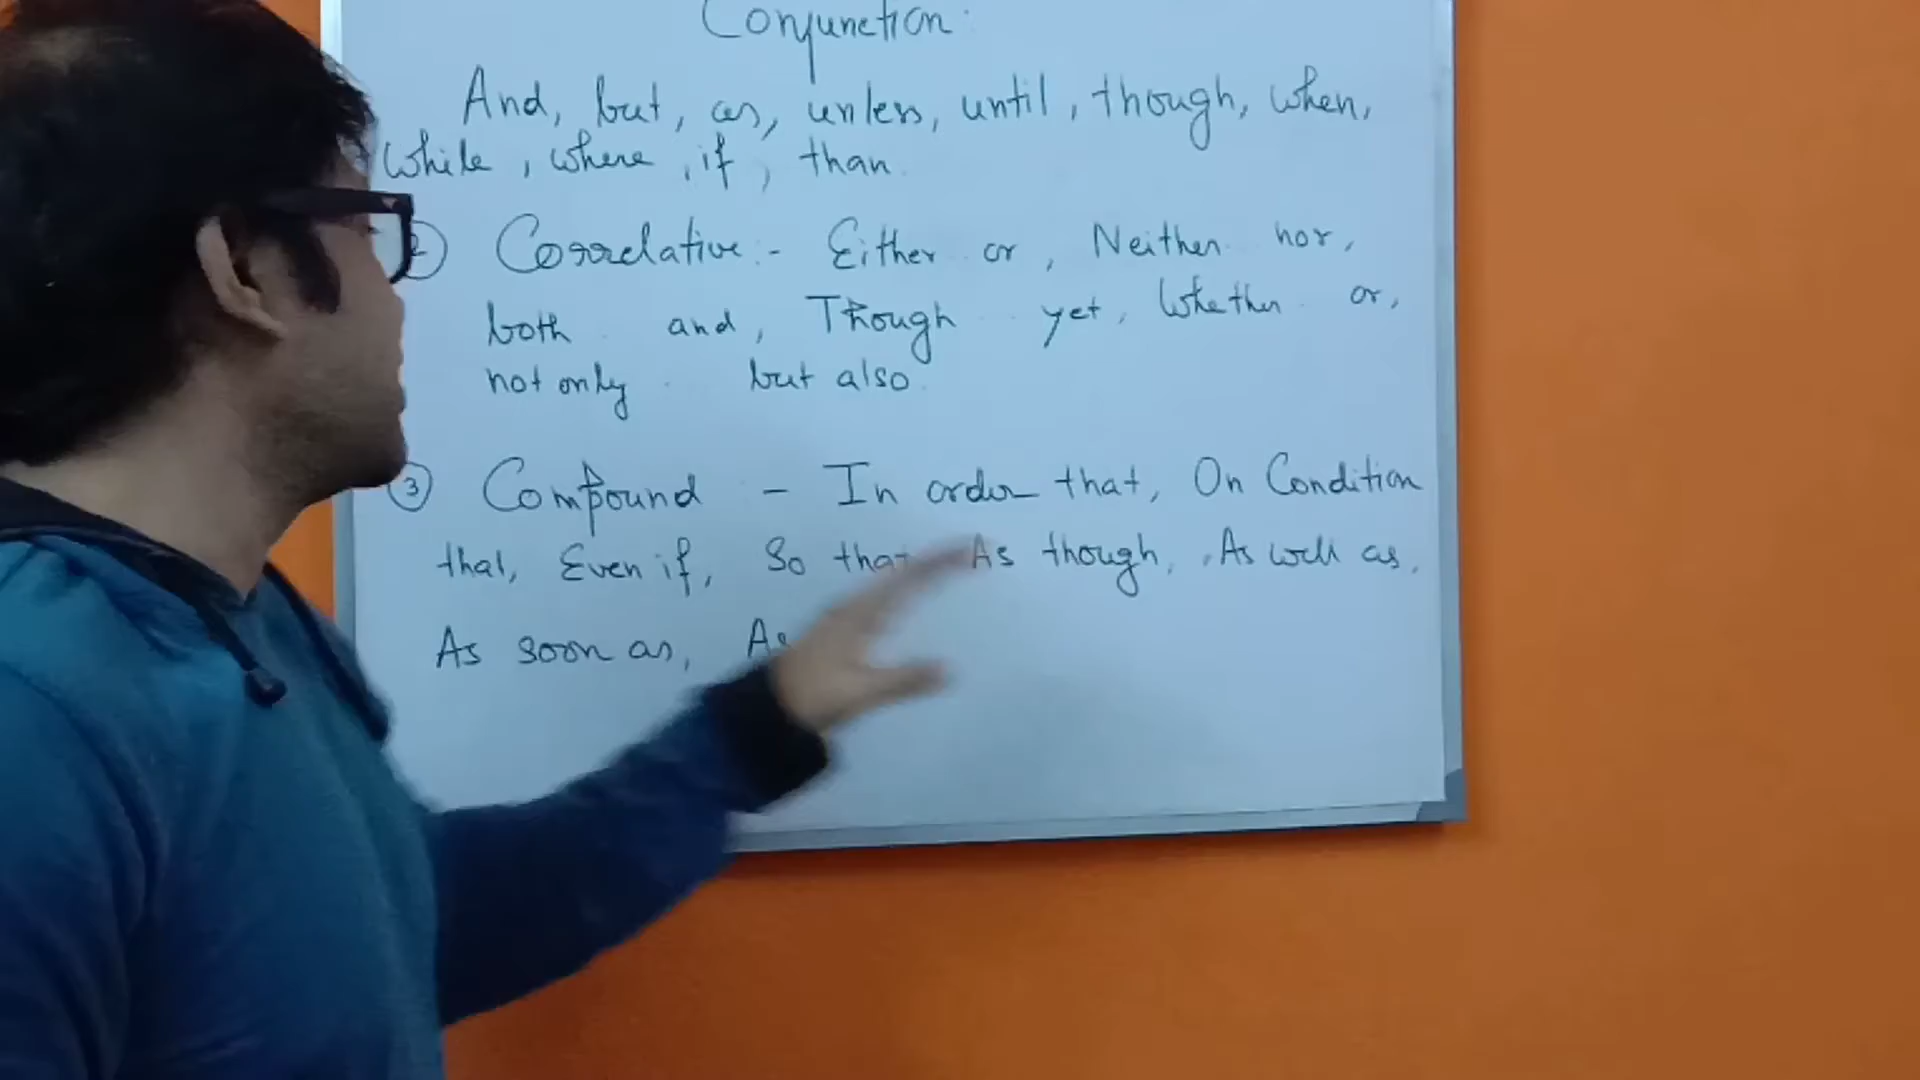 Conjunction:
And, but, as, unless, until, though, when,
while, where, if, than.
Correlative:- Either or, Neither nor,
both and, Though yet, Whether or,
not only but also.
③ Compound - In order that, On Condition
that, Even if, So that As though, As well as,
As soon as, As